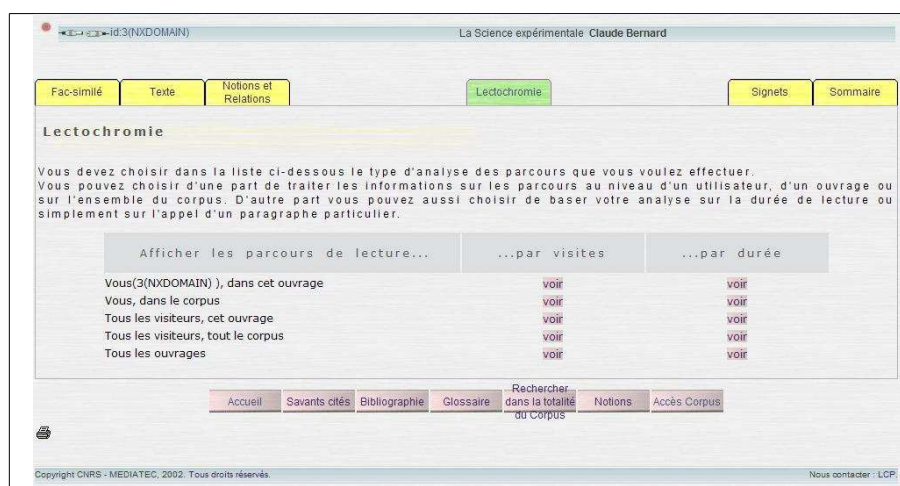 id:3(NXDOMAIN) La Science expérimentale Claude Bernard
Fac-similé Texte Notions et Relations Lectochromie Signets Sommaire
Lectochromie
Vous devez choisir dans la liste ci-dessous le type d'analyse des parcours que vous voulez effectuer.
Vous pouvez choisir d'une part de traiter les informations sur les parcours au niveau d'un utilisateur, d'un ouvrage ou
sur l'ensemble du corpus. D'autre part vous pouvez aussi choisir de baser votre analyse sur la durée de lecture ou
simplement sur l'appel d'un paragraphe particulier.
Afficher les parcours de lecture... ...par visites ...par durée
Vous(3(NXDOMAIN) ), dans cet ouvrage voir voir
Vous, dans le corpus voir voir
Tous les visiteurs, cet ouvrage voir voir
Tous les visiteurs, tout le corpus voir voir
Tous les ouvrages voir voir
Accueil Savants cités Bibliographie Glossaire Rechercher dans la totalité du Corpus Notions Accès Corpus
Copyright CNRS - MEDIATEC, 2002. Tous droits réservés. Nous contacter : LCP.